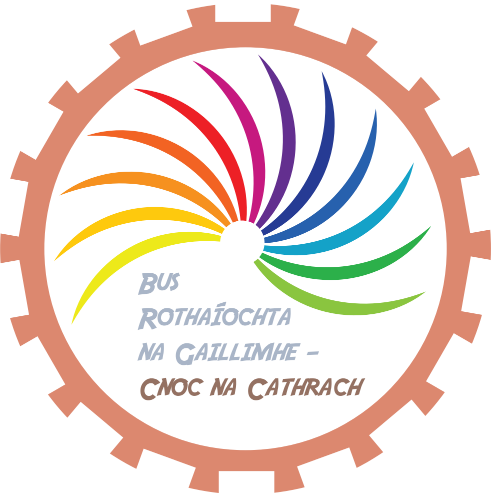 Bus
Rothaíochta
na Gaillimhe –
Cnoc na Cathrach